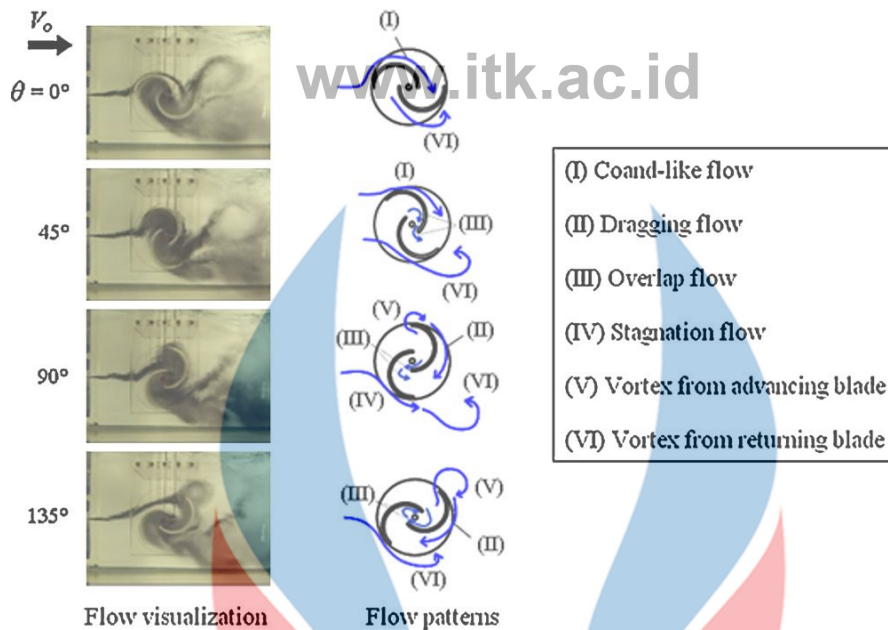 Vo
www.itk.ac.id
θ = 0°
(I)
(VI)
45°
(I)
(III)
(VI)
90°
(V)
(III)
(II)
(VI)
(IV)
135°
(III)
(V)
(II)
(VI)
Flow visualization
Flow patterns
(I) Coand-like flow
(II) Dragging flow
(III) Overlap flow
(IV) Stagnation flow
(V) Vortex from advancing blade
(VI) Vortex from returning blade